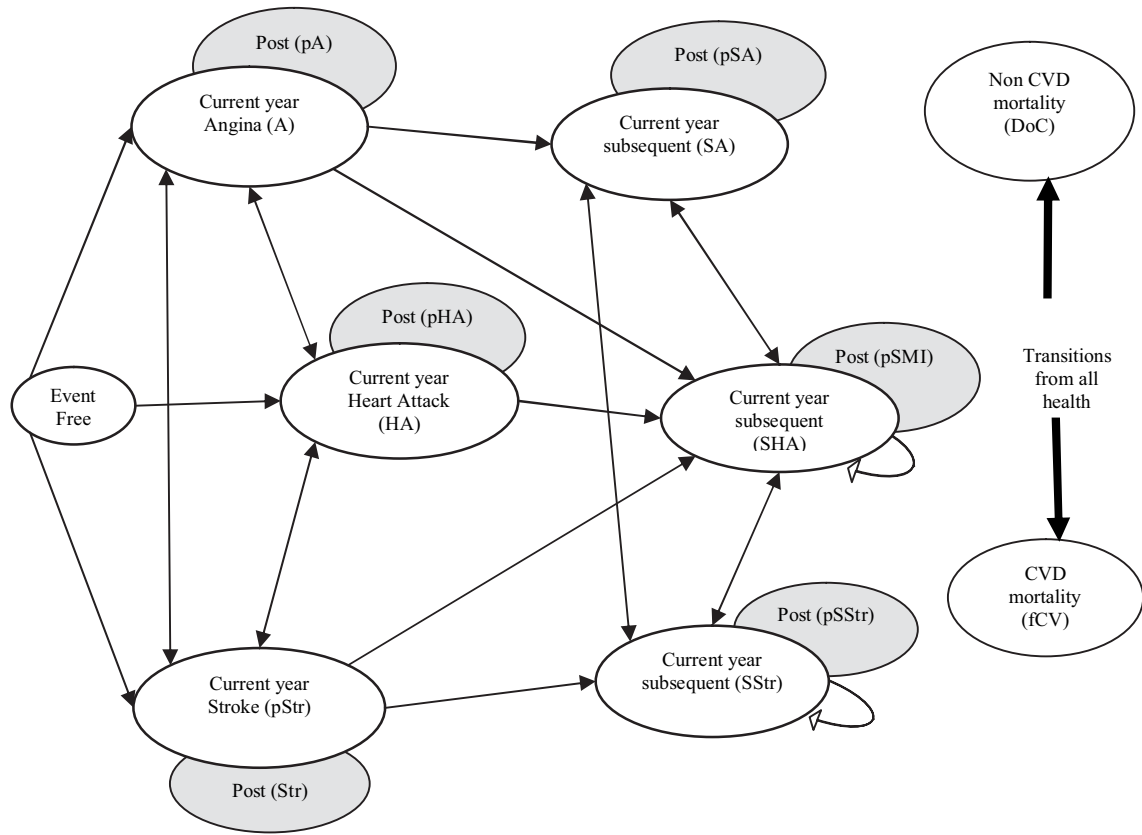 Post (pA)
Current year
Angina (A)
Post (pSA)
Current year
subsequent (SA)
Non CVD
mortality
(DoC)
Post (pHA)
Current year
Heart Attack
(HA)
Event
Free
Post (pSMI)
Current year
subsequent
(SHA)
Transitions
from all
health
CVD
mortality
(fCV)
Post (pSStr)
Current year
subsequent (SStr)
Current year
Stroke (pStr)
Post (Str)